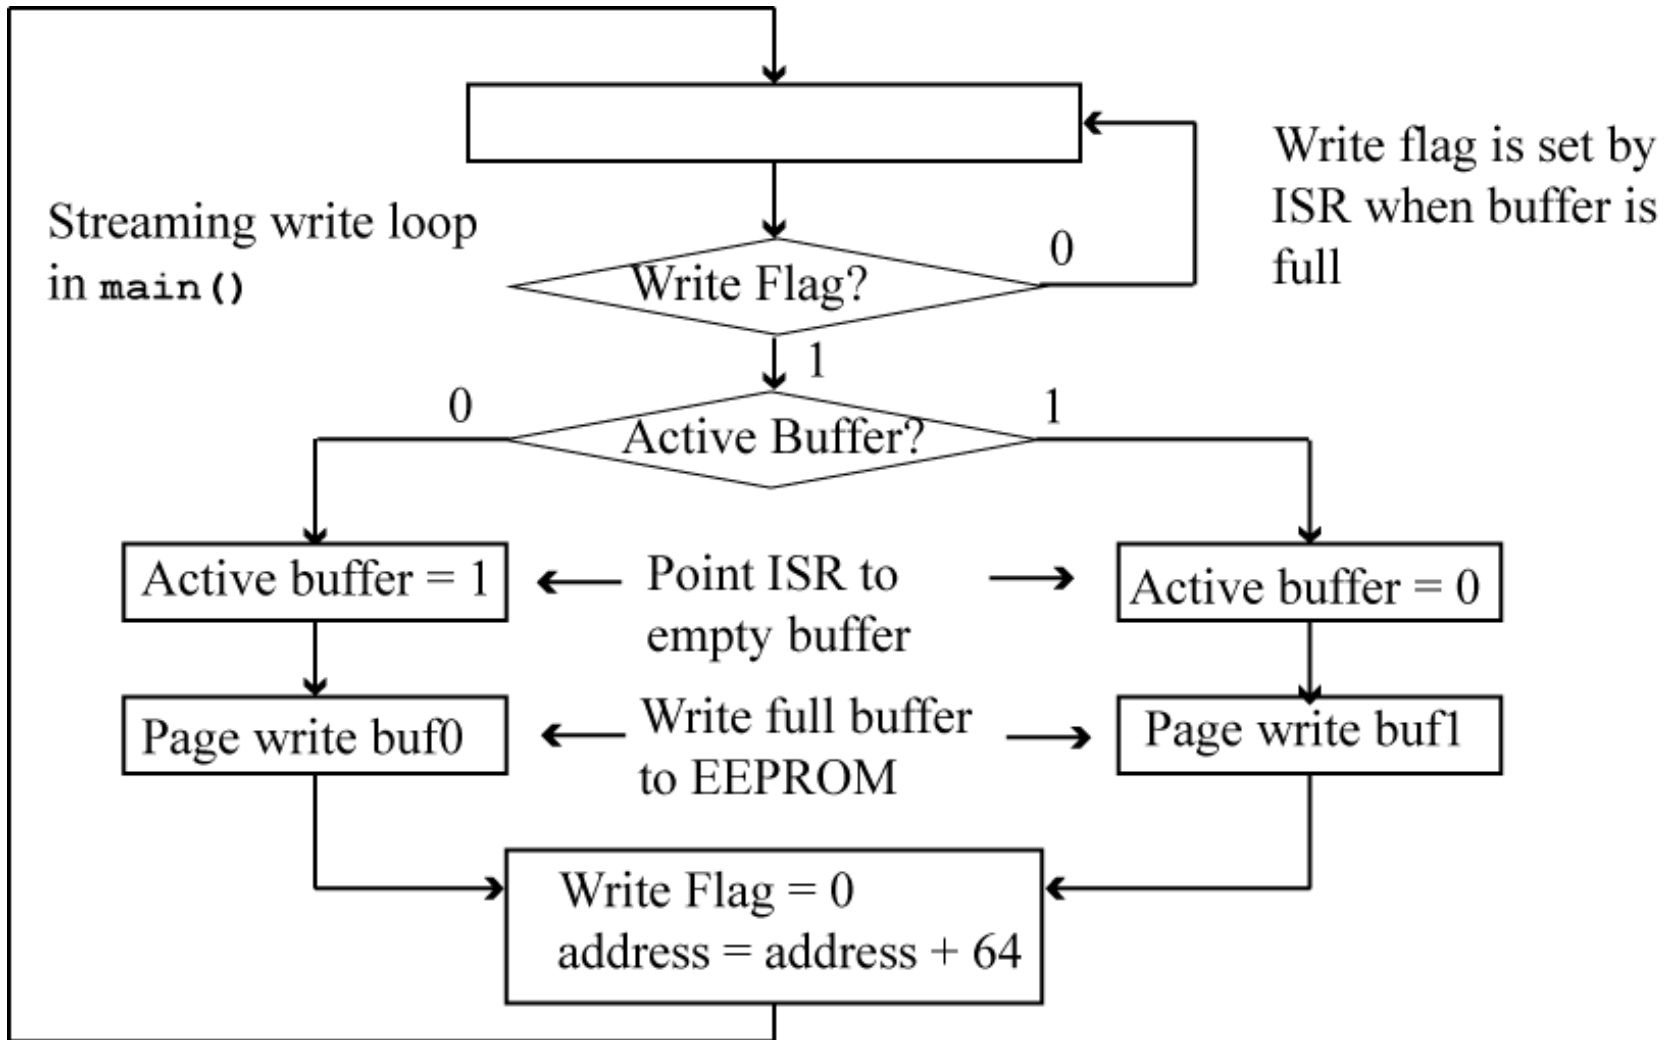 Write flag is set by
ISR when buffer is
full
Streaming write loop
in main()
Write Flag?
0
1
Active Buffer?
0
1
Active buffer = 1
Point ISR to
empty buffer
Active buffer = 0
Page write buf0
Write full buffer
to EEPROM
Page write buf1
Write Flag = 0
address = address + 64